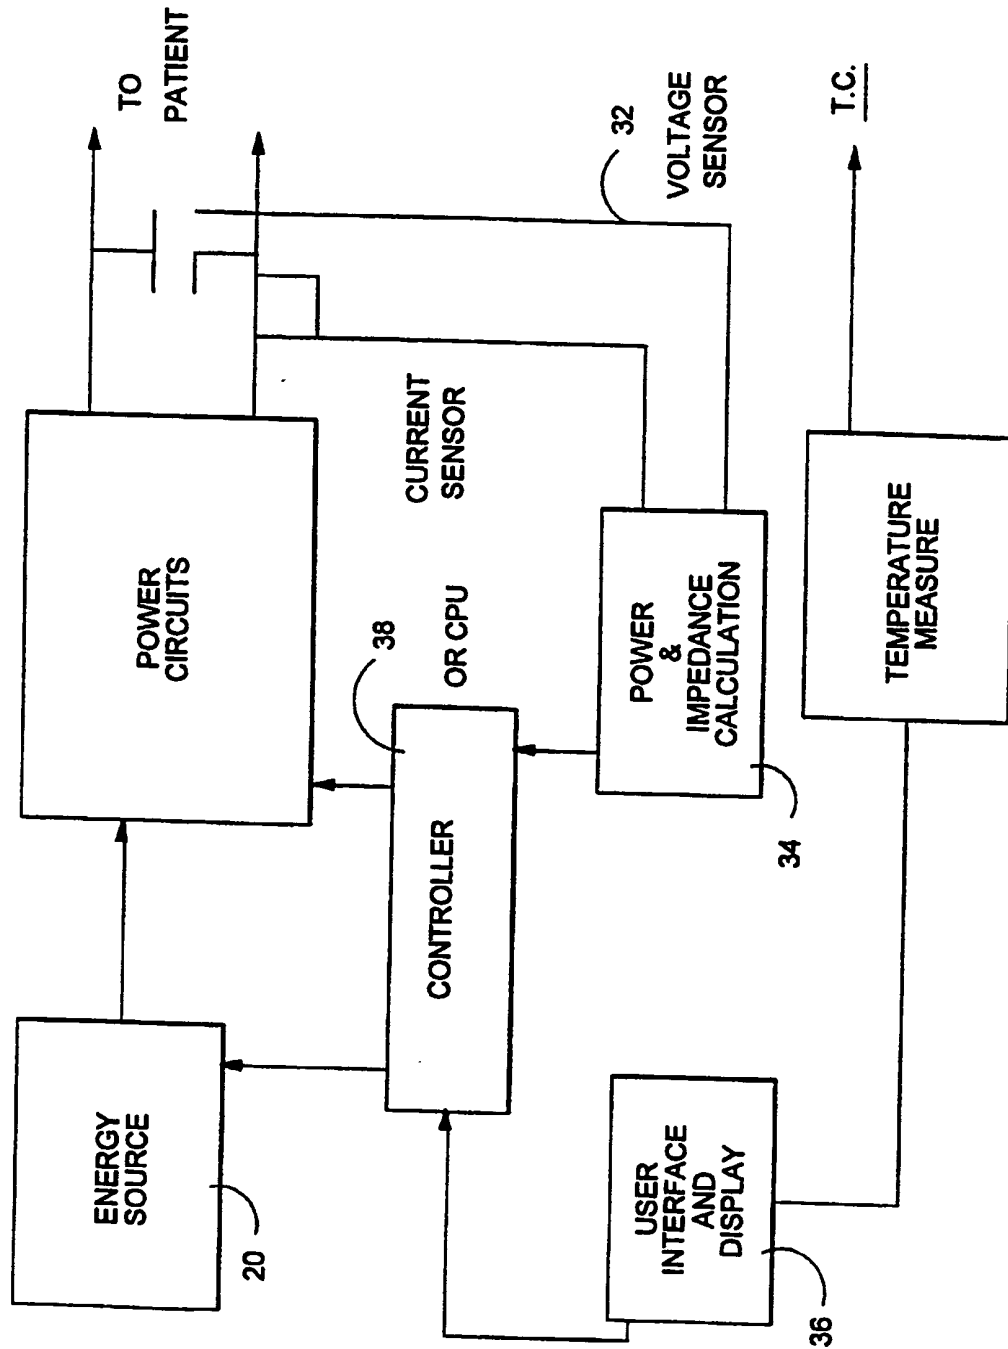 ENERGY
SOURCE
20
POWER
CIRCUITS
TO
PATIENT
CONTROLLER
38
OR CPU
CURRENT
SENSOR
32
VOLTAGE
SENSOR
USER
INTERFACE
AND
DISPLAY
36
POWER
&
IMPEDANCE
CALCULATION
34
TEMPERATURE
MEASURE
T.C.